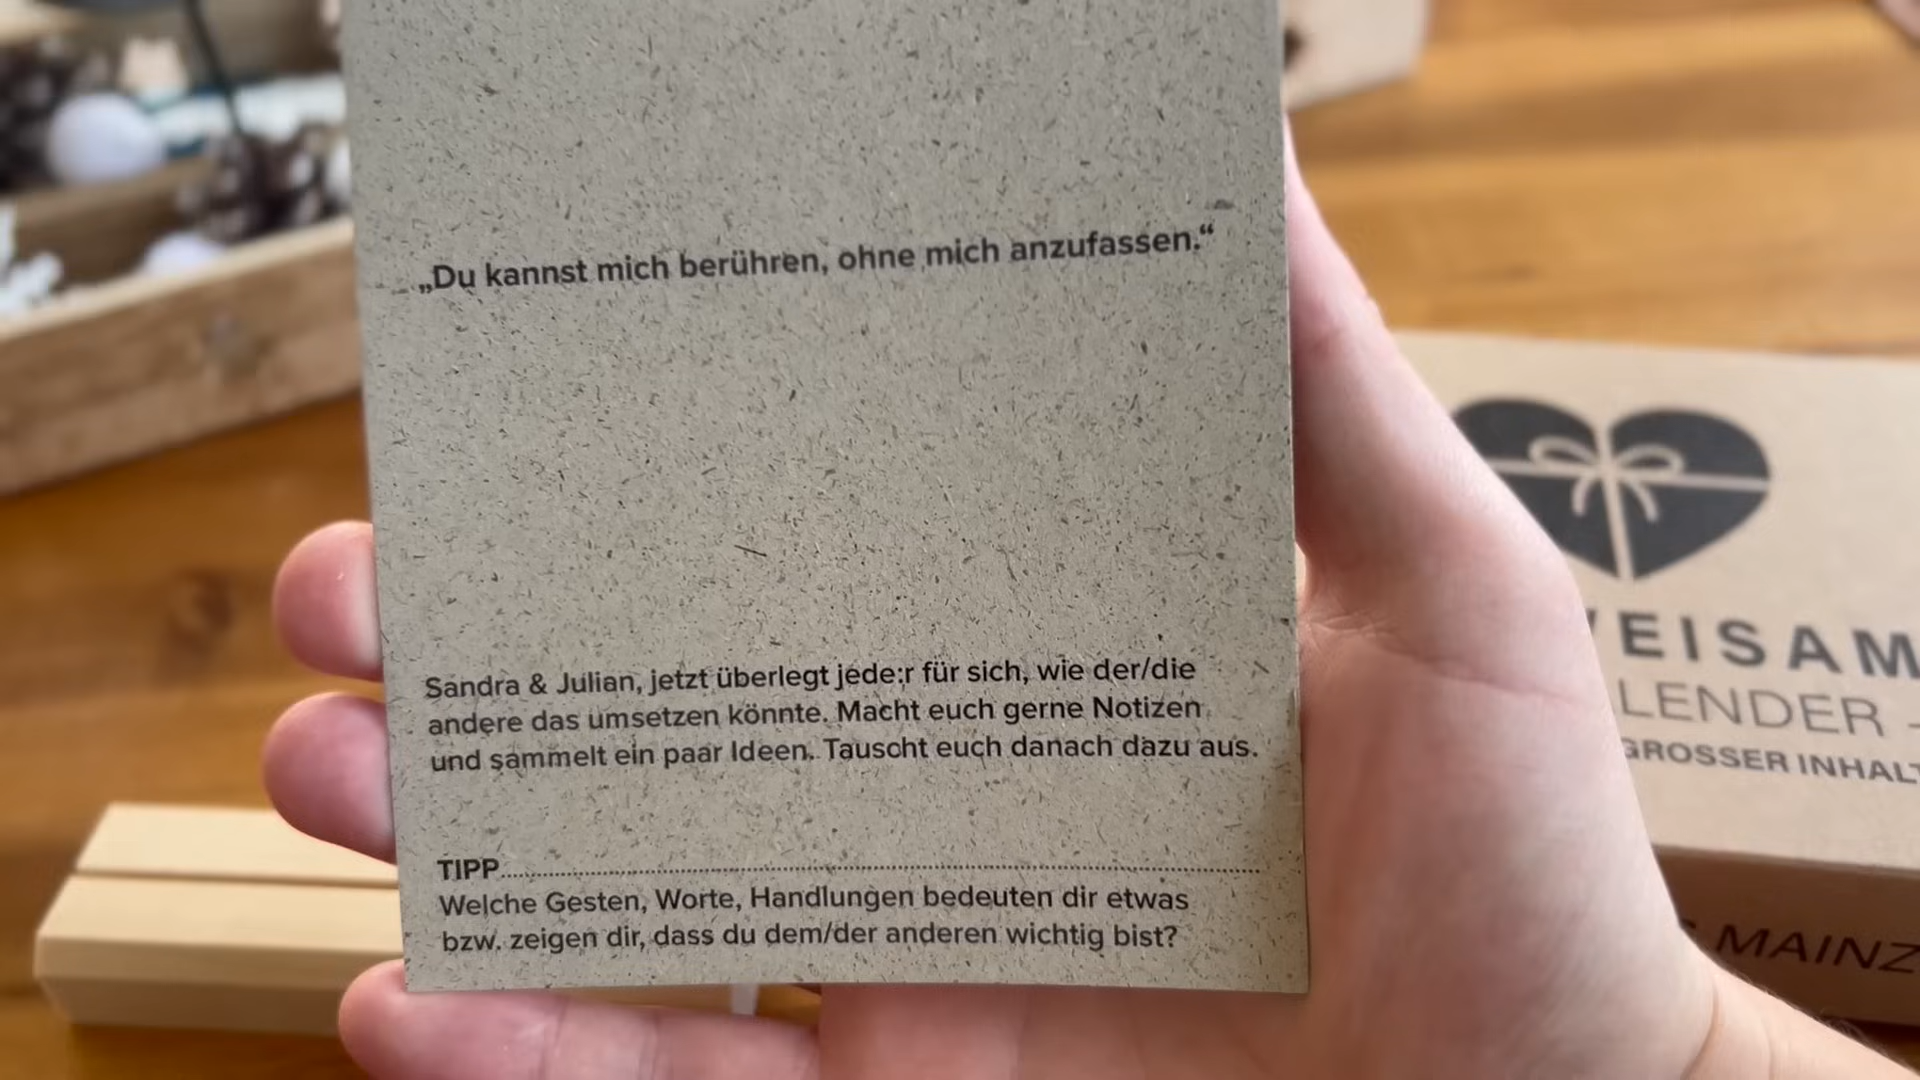 „Du kannst mich berühren, ohne mich anzufassen.“
Sandra & Julian, jetzt überlegt jede:r für sich, wie der/die
andere das umsetzen könnte. Macht euch gerne Notizen
und sammelt ein paar Ideen. Tauscht euch danach dazu aus.
TIPP
Welche Gesten, Worte, Handlungen bedeuten dir etwas
bzw. zeigen dir, dass du dem/der anderen wichtig bist?
EISAM
LENDER -
GROSSER INHALT
MAINZ